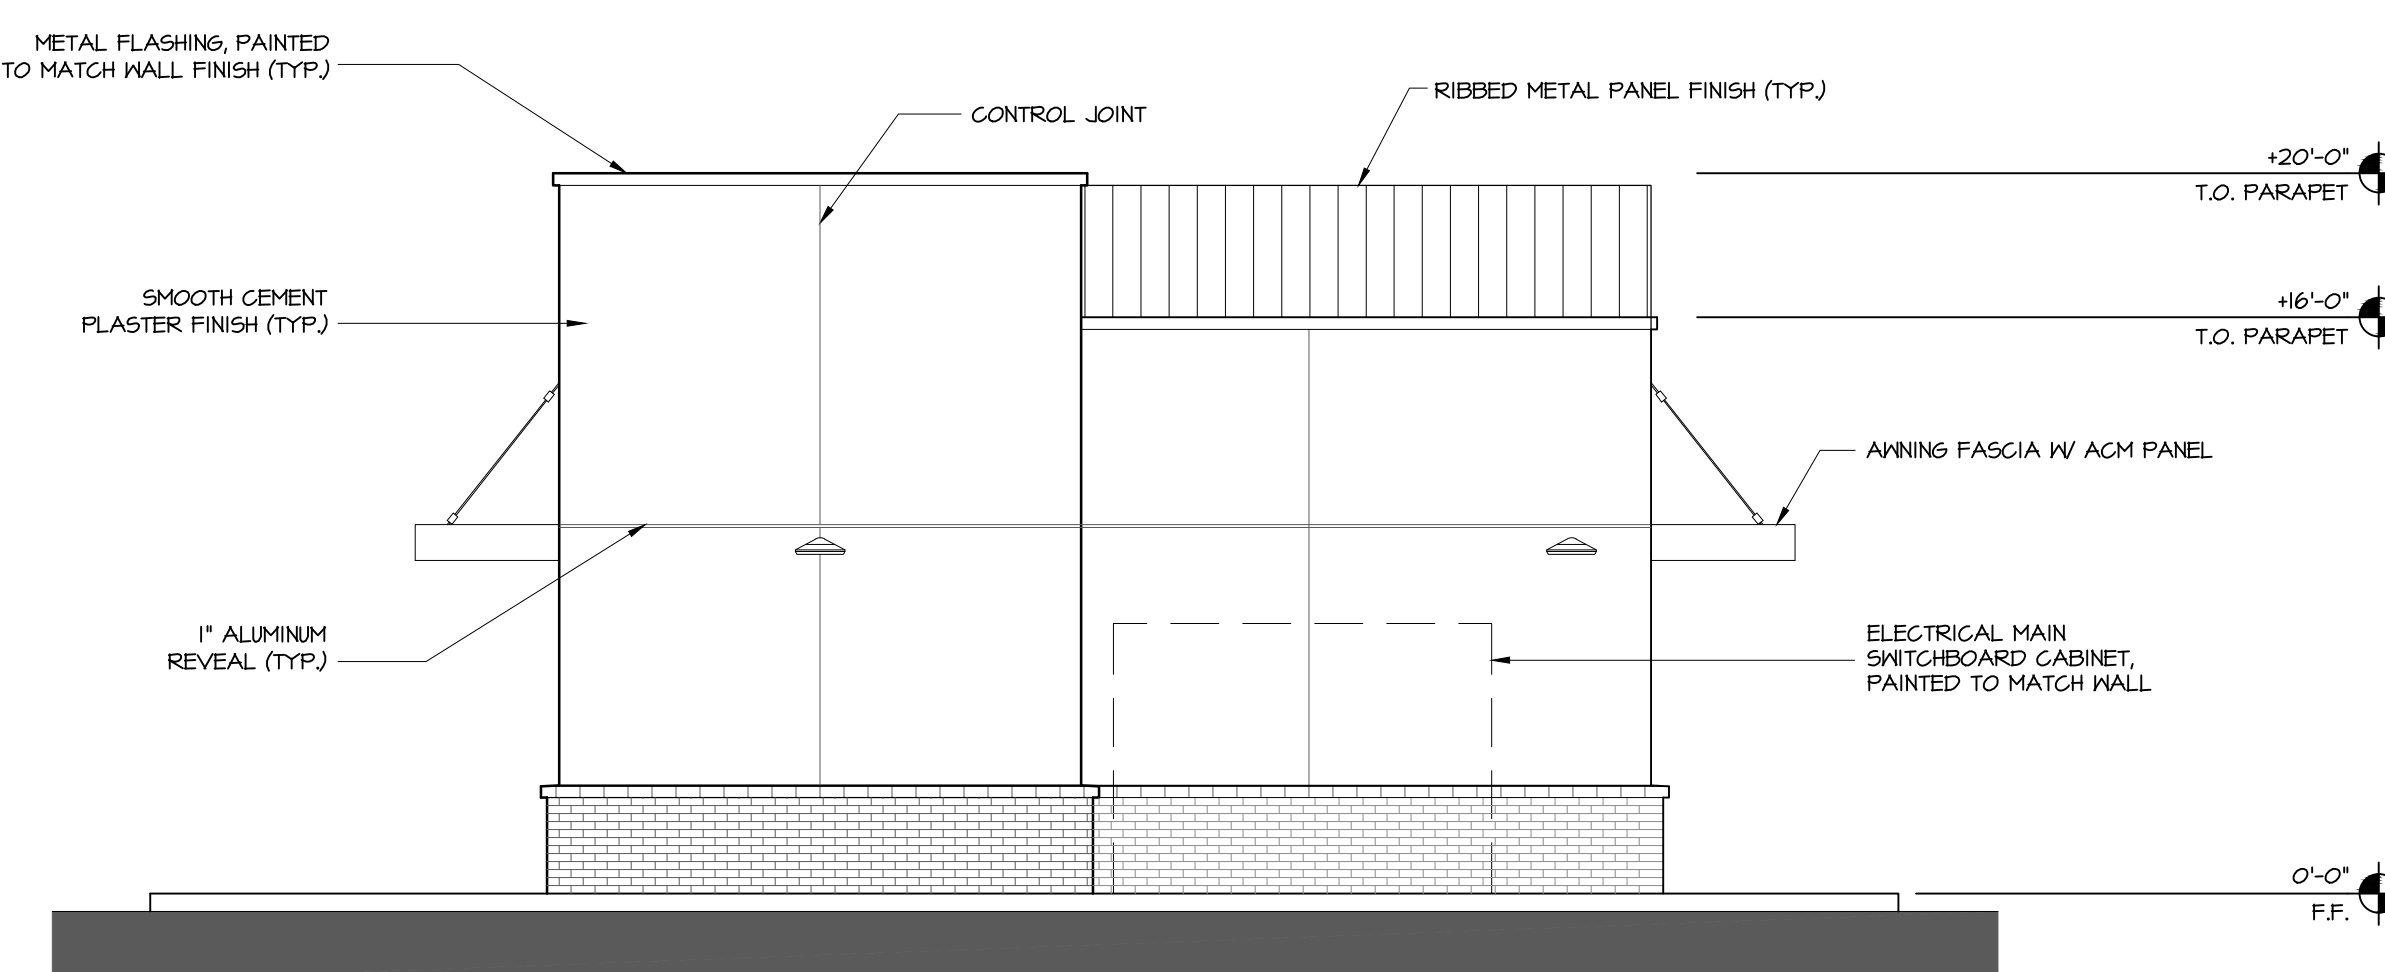 METAL FLASHING, PAINTED
TO MATCH WALL FINISH (TYP.)
CONTROL JOINT
RIBBED METAL PANEL FINISH (TYP.)
+20'-0"
T.O. PARAPET
SMOOTH CEMENT
PLASTER FINISH (TYP.)
+16'-0"
T.O. PARAPET
AWNING FASCIA W/ ACM PANEL
1" ALUMINUM
REVEAL (TYP.)
ELECTRICAL MAIN
SWITCHBOARD CABINET,
PAINTED TO MATCH WALL
0'-0"
F.F.